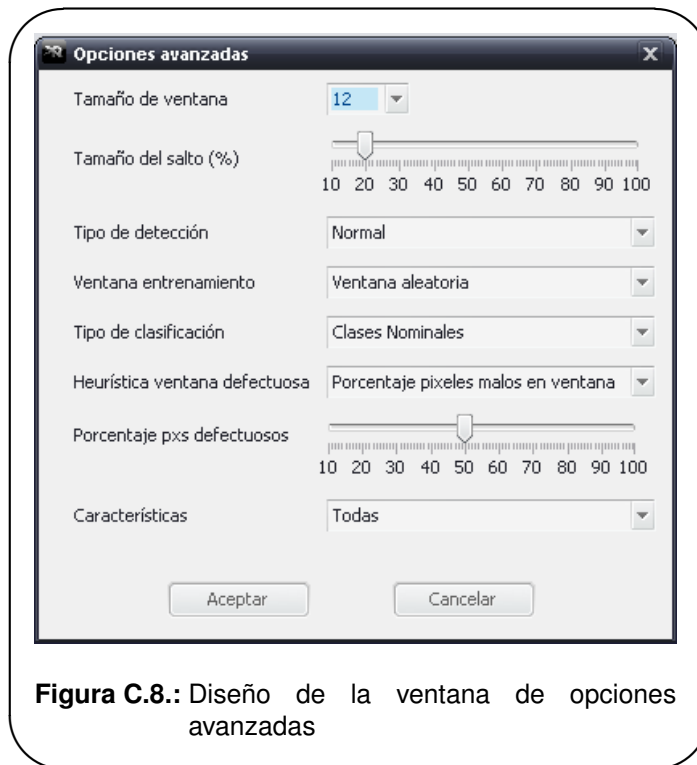 Opciones avanzadas
Tamaño de ventana 12
Tamaño del salto (%)
10 20 30 40 50 60 70 80 90 100
Tipo de detección Normal
Ventana entrenamiento Ventana aleatoria
Tipo de clasificación Clases Nominales
Heurística ventana defectuosa Porcentaje pixeles malos en ventana
Porcentaje pxs defectuosos
10 20 30 40 50 60 70 80 90 100
Características Todas
Aceptar Cancelar
Figura C.8.: Diseño de la ventana de opciones
avanzadas